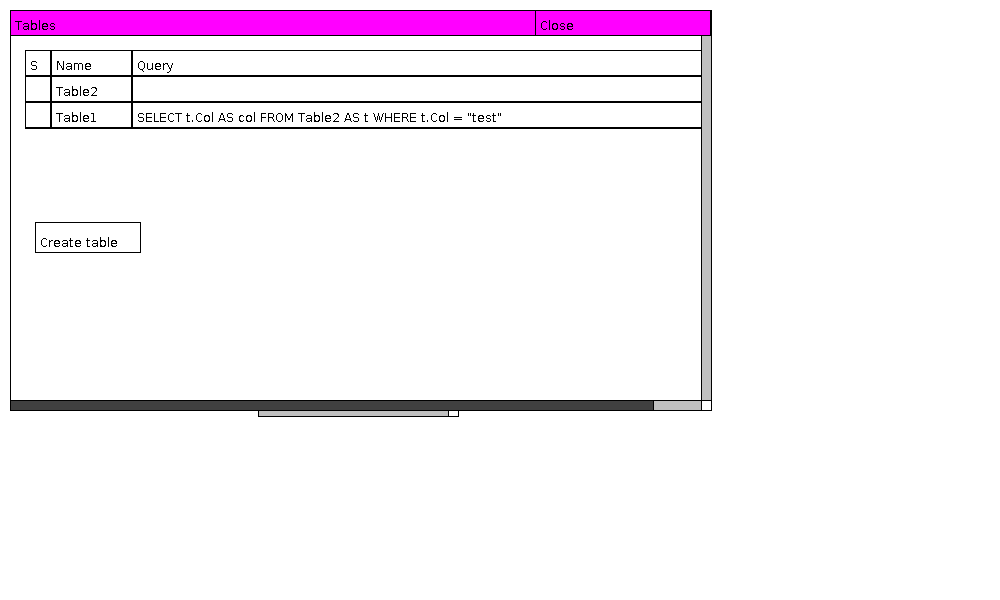 Tables Close
S Name Query
Table2
Table1 SELECT t.Col AS col FROM Table2 AS t WHERE t.Col = "test"
Create table